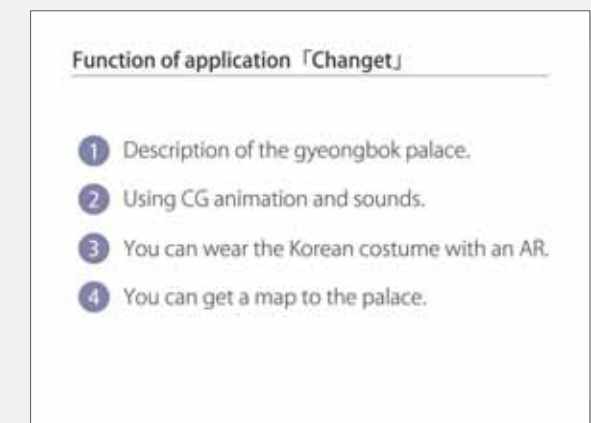 Function of application「Changet」
1 Description of the gyeongbok palace.
2 Using CG animation and sounds.
3 You can wear the Korean costume with an AR.
4 You can get a map to the palace.